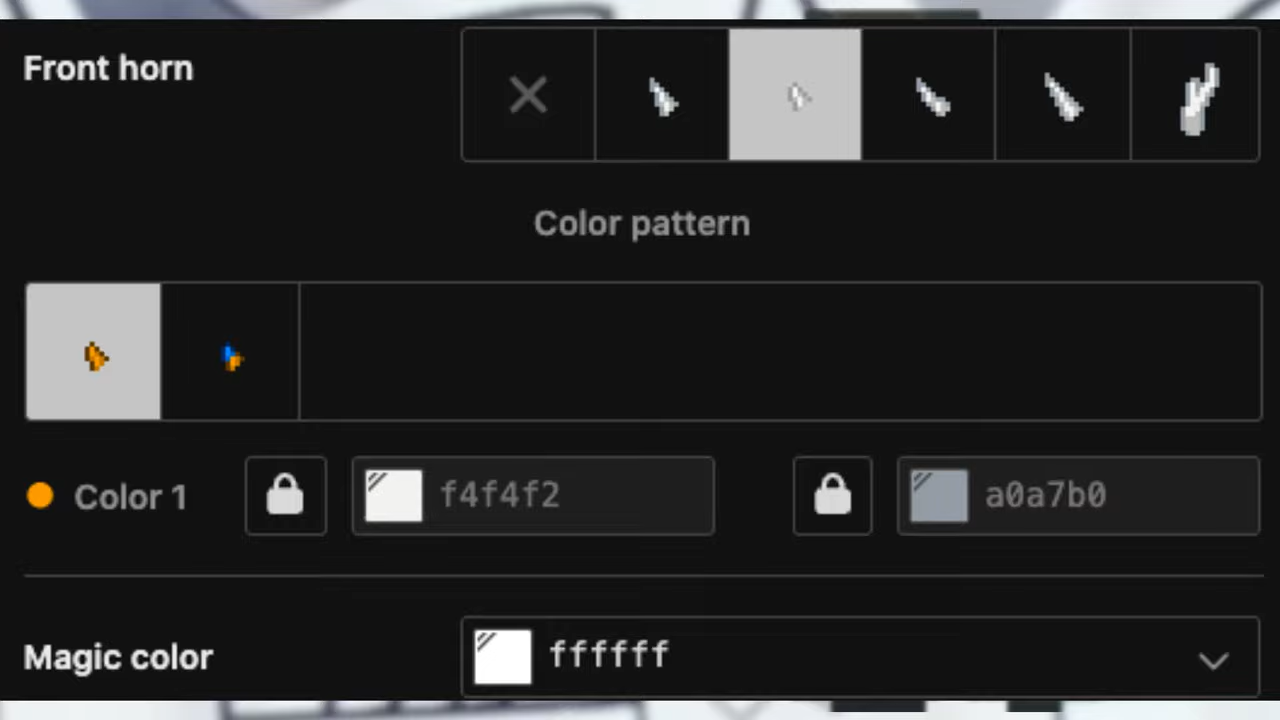 Front horn
Color pattern
Color 1 f4f4f2 a0a7b0
Magic color ffffff